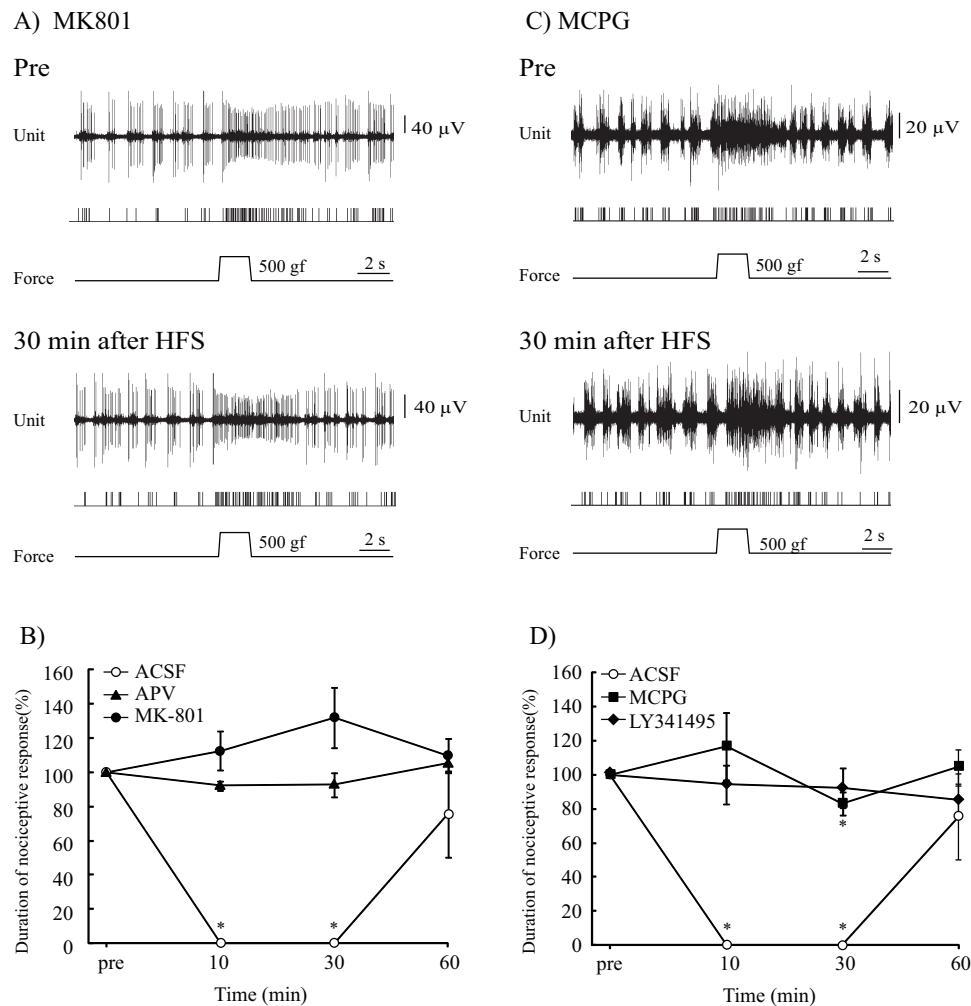 A) MK801
Pre
Unit
40 µV
Force
500 gf
2 s
30 min after HFS
Unit
40 µV
Force
500 gf
2 s
C) MCPG
Pre
Unit
20 µV
Force
500 gf
2 s
30 min after HFS
Unit
20 µV
Force
500 gf
2 s
B)
ACSF
APV
MK-801
Duration of nociceptive response(%)
160
140
120
100
80
60
40
20
0
*
*
pre
10
30
60
Time (min)
D)
ACSF
MCPG
LY341495
Duration of nociceptive response(%)
160
140
120
100
80
60
40
20
0
*
*
*
pre
10
30
60
Time (min)